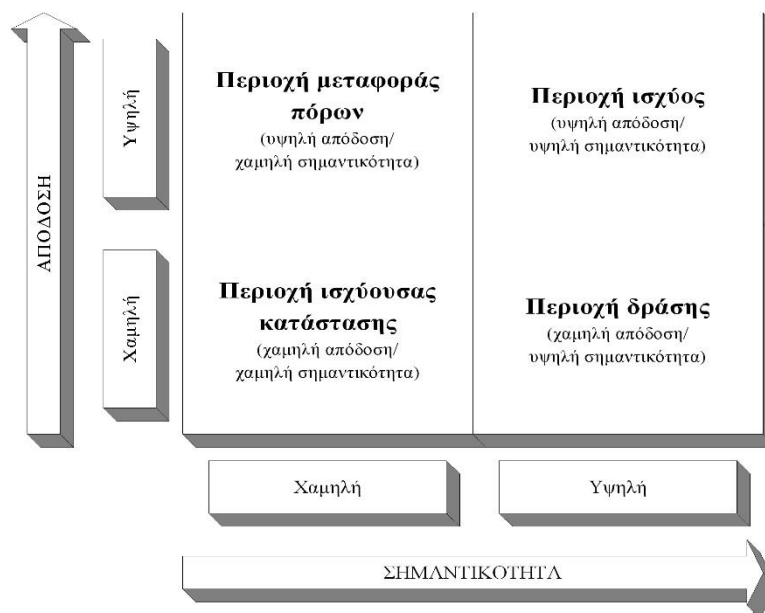 ΑΠΟΔΟΣΗ
Υψηλή
Χαμηλή
Περιοχή μεταφοράς
πόρων
(υψηλή απόδοση/
χαμηλή σημαντικότητα)
Περιοχή ισχύος
(υψηλή απόδοση/
υψηλή σημαντικότητα)
Περιοχή ισχύουσας
κατάστασης
(χαμηλή απόδοση/
χαμηλή σημαντικότητα)
Περιοχή δράσης
(χαμηλή απόδοση/
υψηλή σημαντικότητα)
Χαμηλή
Υψηλή
ΣΗΜΑΝΤΙΚΟΤΗΤΑ